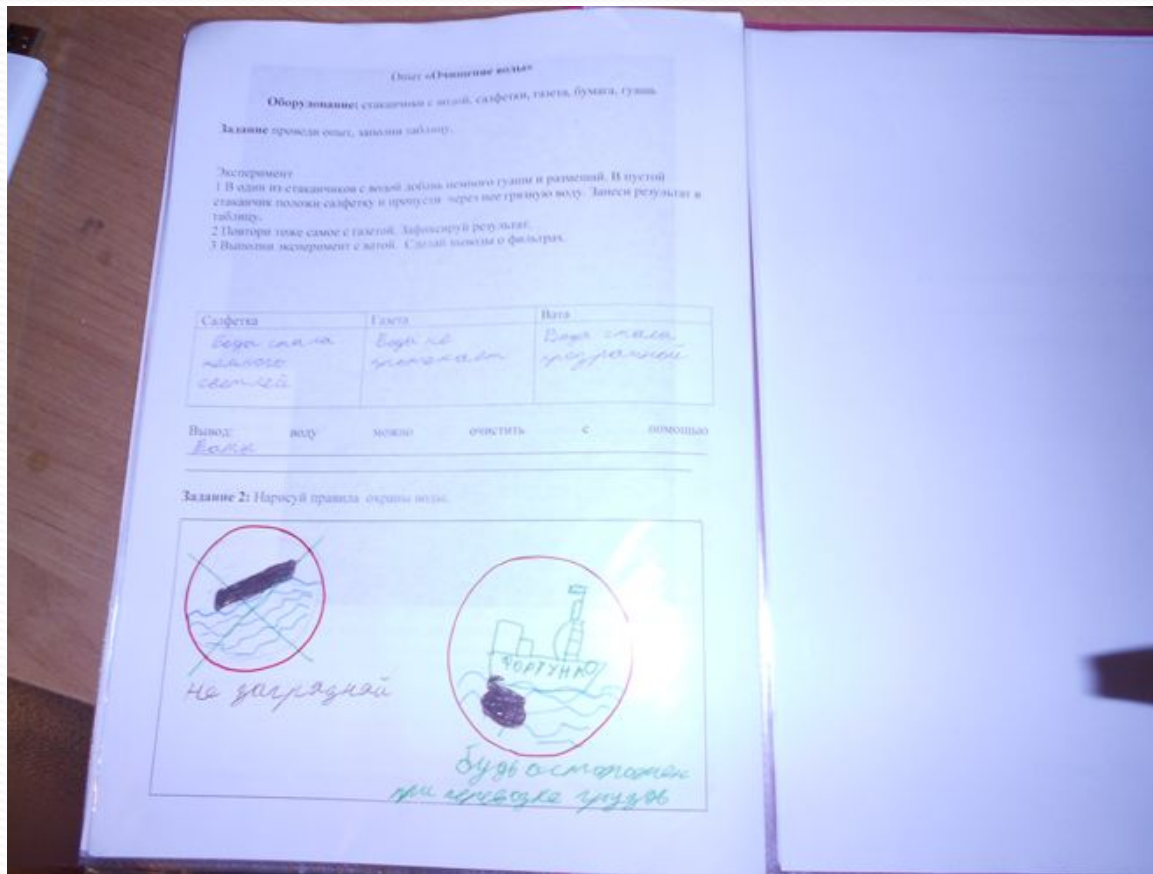 Опыт «Очищение воды»
Оборудование: стаканчики с водой, салфетки, газета, бумага, гуашь.
Задание проведи опыт, заполни таблицу.
Эксперимент
1 В один из стаканчиков с водой добавь немного гуаши и размешай. В пустой
стаканчик положи салфетку и пропусти через нее грязную воду. Занеси результат в
таблицу.
2 Повтори тоже самое с газетой. Зафиксируй результат.
3 Выполни эксперимент с ватой. Сделай выводы о фильтрах.
Салфетка Газета Вата
Вода стала Вода не Вода стала
немного протекает прозрачной
светлей
Вывод: воду можно очистить с помощью
Ваты
Задание 2: Нарисуй правила охраны воды.
ФОРТУНА
не загрязняй
будь осторожен
при перевозке грузов